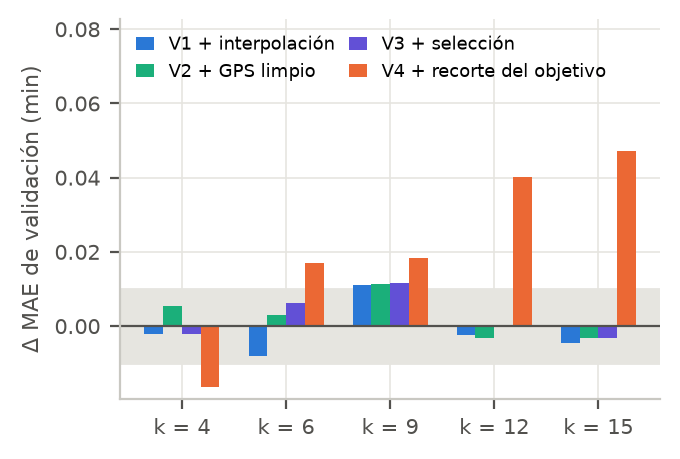 V1 + interpolación
V3 + selección
V2 + GPS limpio
V4 + recorte del objetivo
Δ MAE de validación (min)
0.08
0.06
0.04
0.02
0.00
k = 4
k = 6
k = 9
k = 12
k = 15